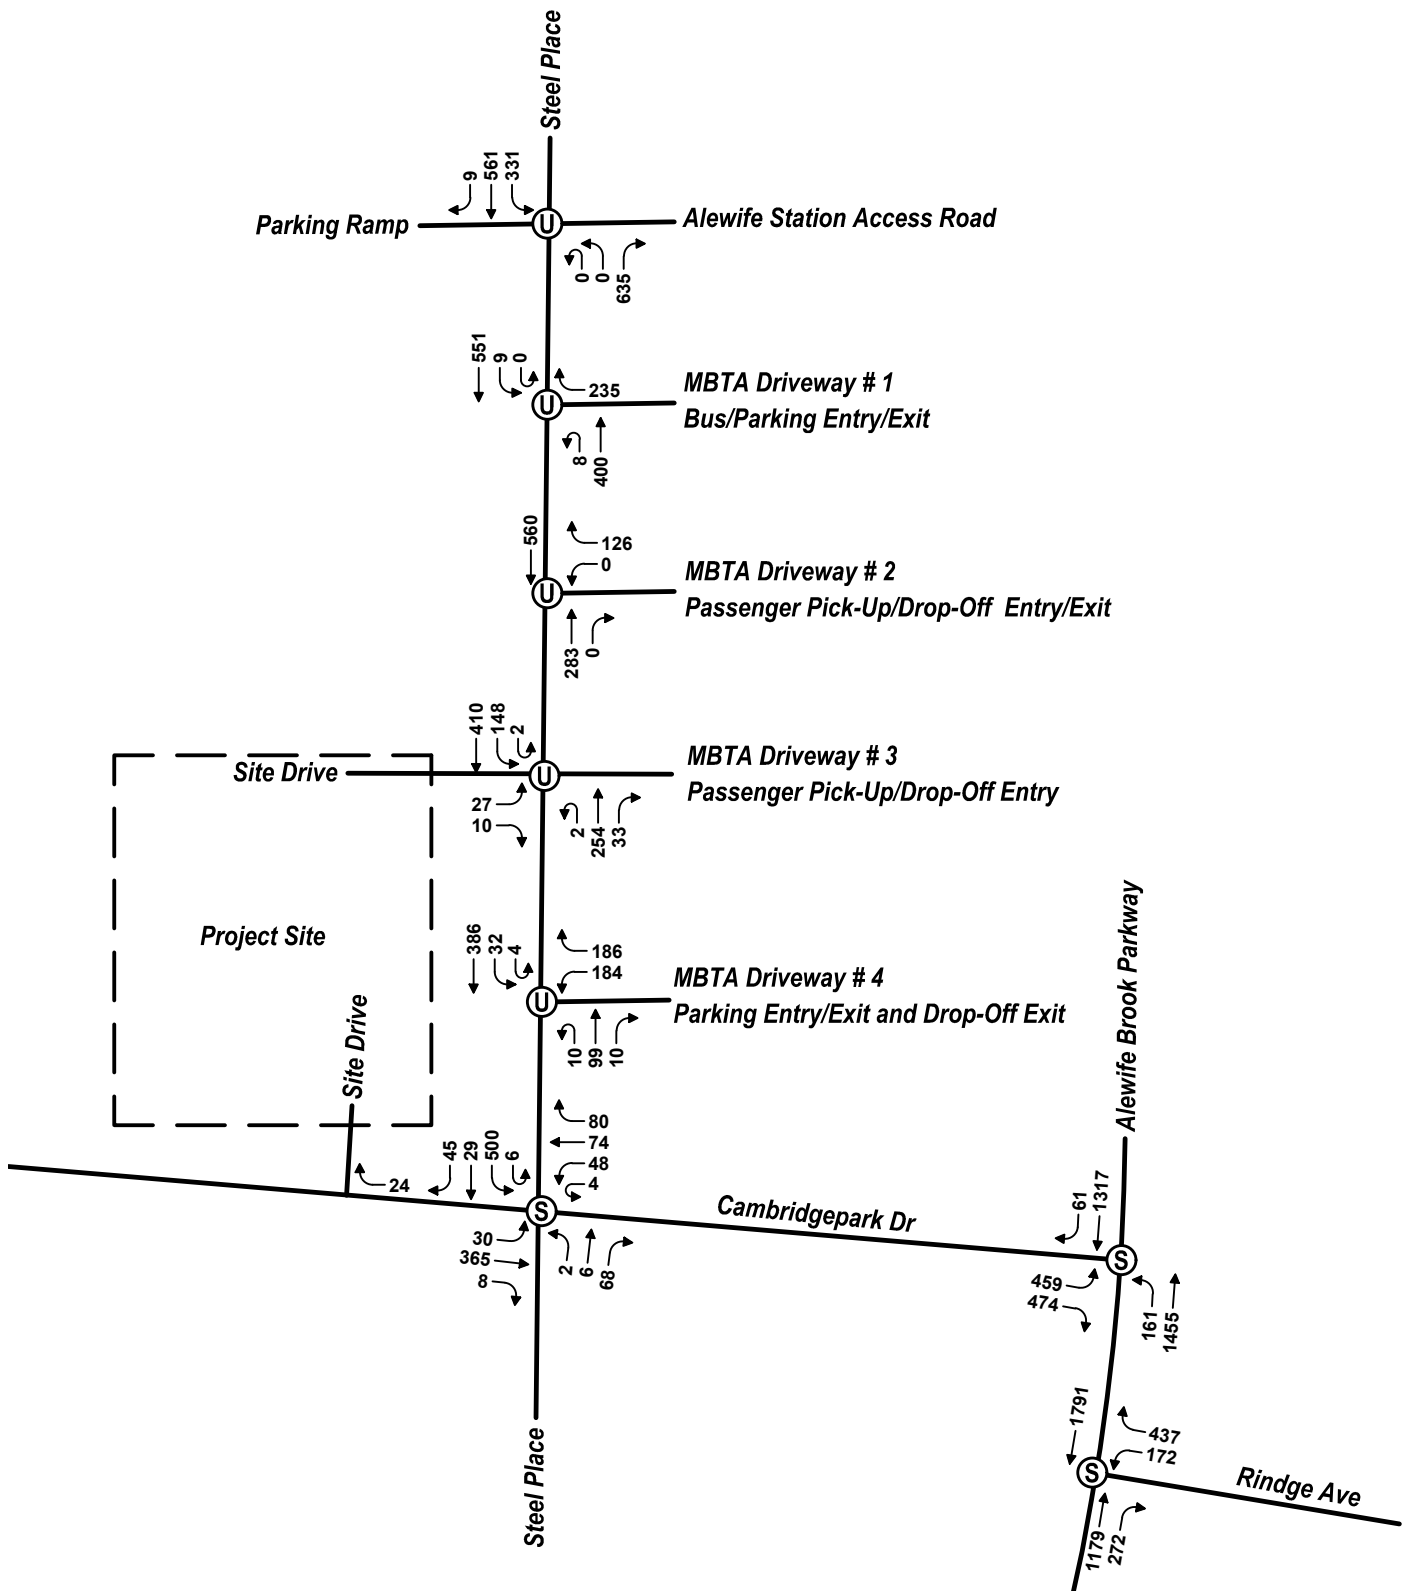 Steel Place
9
561
331
Parking Ramp
U
Alewife Station Access Road
0
0
635
551
9
0
235
MBTA Driveway # 1
U
Bus/Parking Entry/Exit
8
400
560
126
0
MBTA Driveway # 2
U
Passenger Pick-Up/Drop-Off Entry/Exit
283
0
410
148
2
MBTA Driveway # 3
Site Drive
U
Passenger Pick-Up/Drop-Off Entry
27
10
2
254
33
Project Site
386
32
4
186
184
MBTA Driveway # 4
U
Parking Entry/Exit and Drop-Off Exit
10
99
10
Site Drive
24
45
29
500
6
80
74
48
4
S
Cambridgepark Dr
30
365
8
2
6
68
Steel Place
Alewife Brook Parkway
61
1317
S
459
474
161
1455
1791
437
172
S
Rindge Ave
1179
272